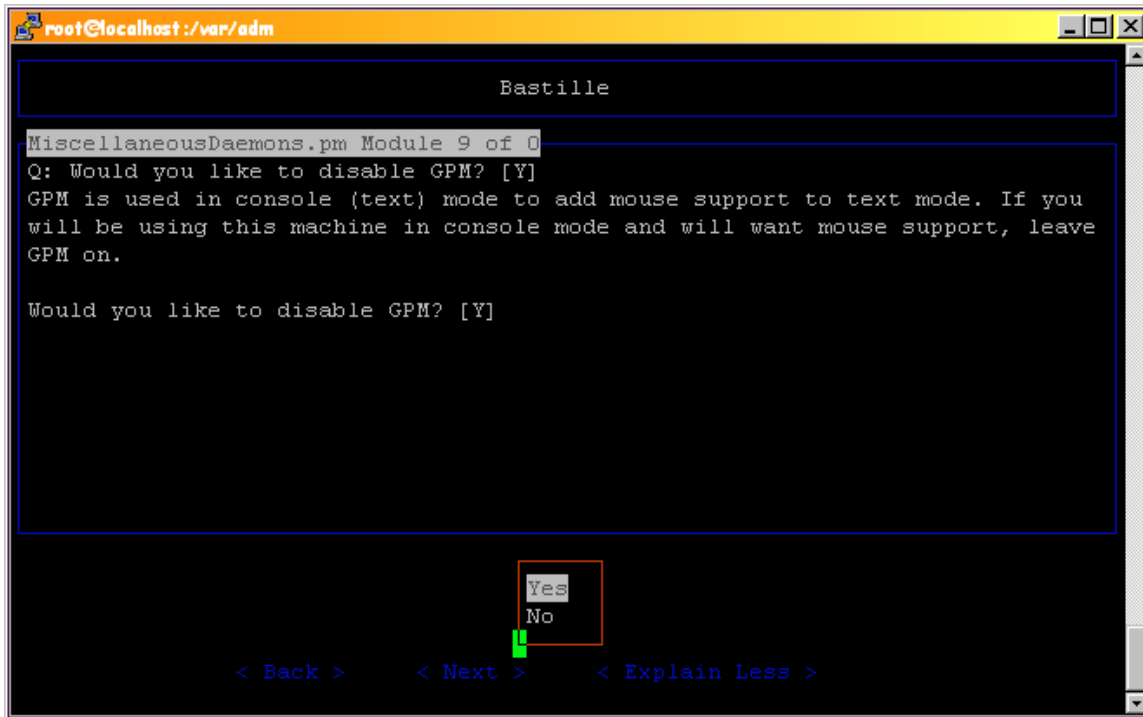 root@localhost:/var/adm
Bastille
MiscellaneousDaemons.pm Module 9 of 0
Q: Would you like to disable GPM? [Y]
GPM is used in console (text) mode to add mouse support to text mode. If you
will be using this machine in console mode and will want mouse support, leave
GPM on.
Would you like to disable GPM? [Y]
Yes
No
< Back > < Next > < Explain Less >